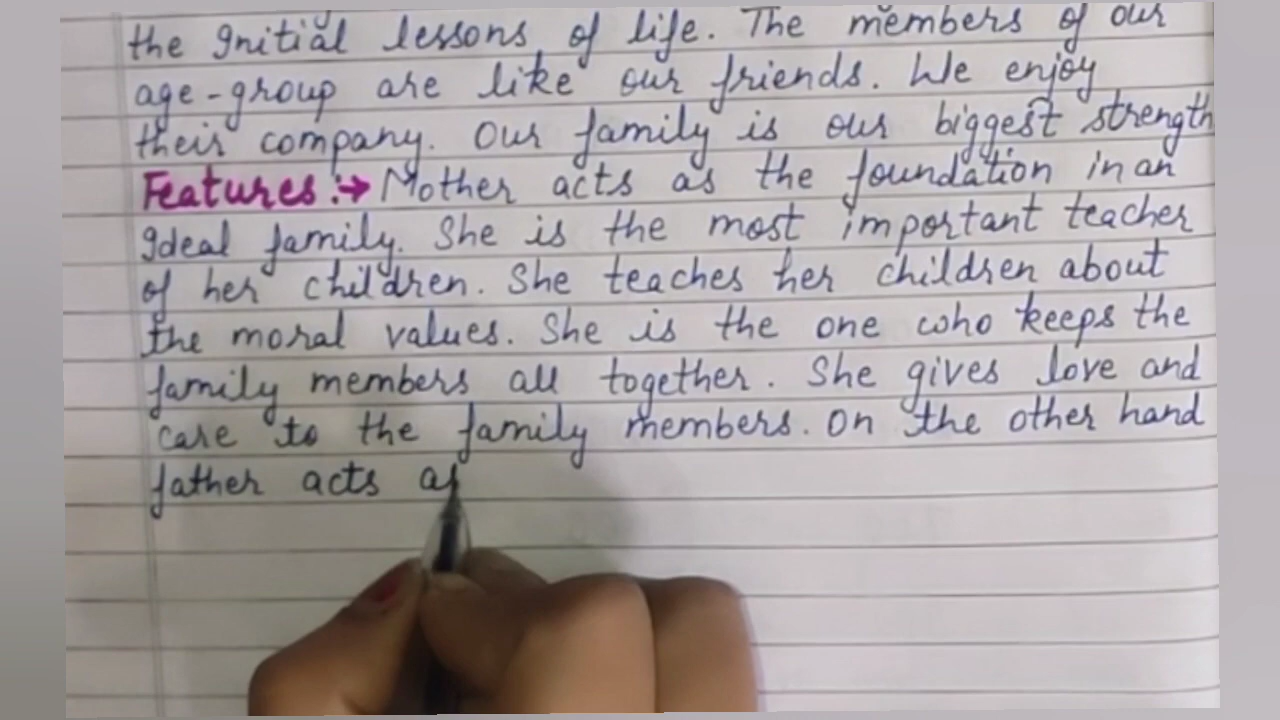 the Initial lessons of life. The members of our
age-group are like our friends. We enjoy
their company. Our family is our biggest strength
Features :→ Mother acts as the foundation in an
Ideal family. She is the most important teacher
of her children. She teaches her children about
the moral values. She is the one who keeps the
family members all together. She gives love and
care to the family members. On the other hand
father acts as